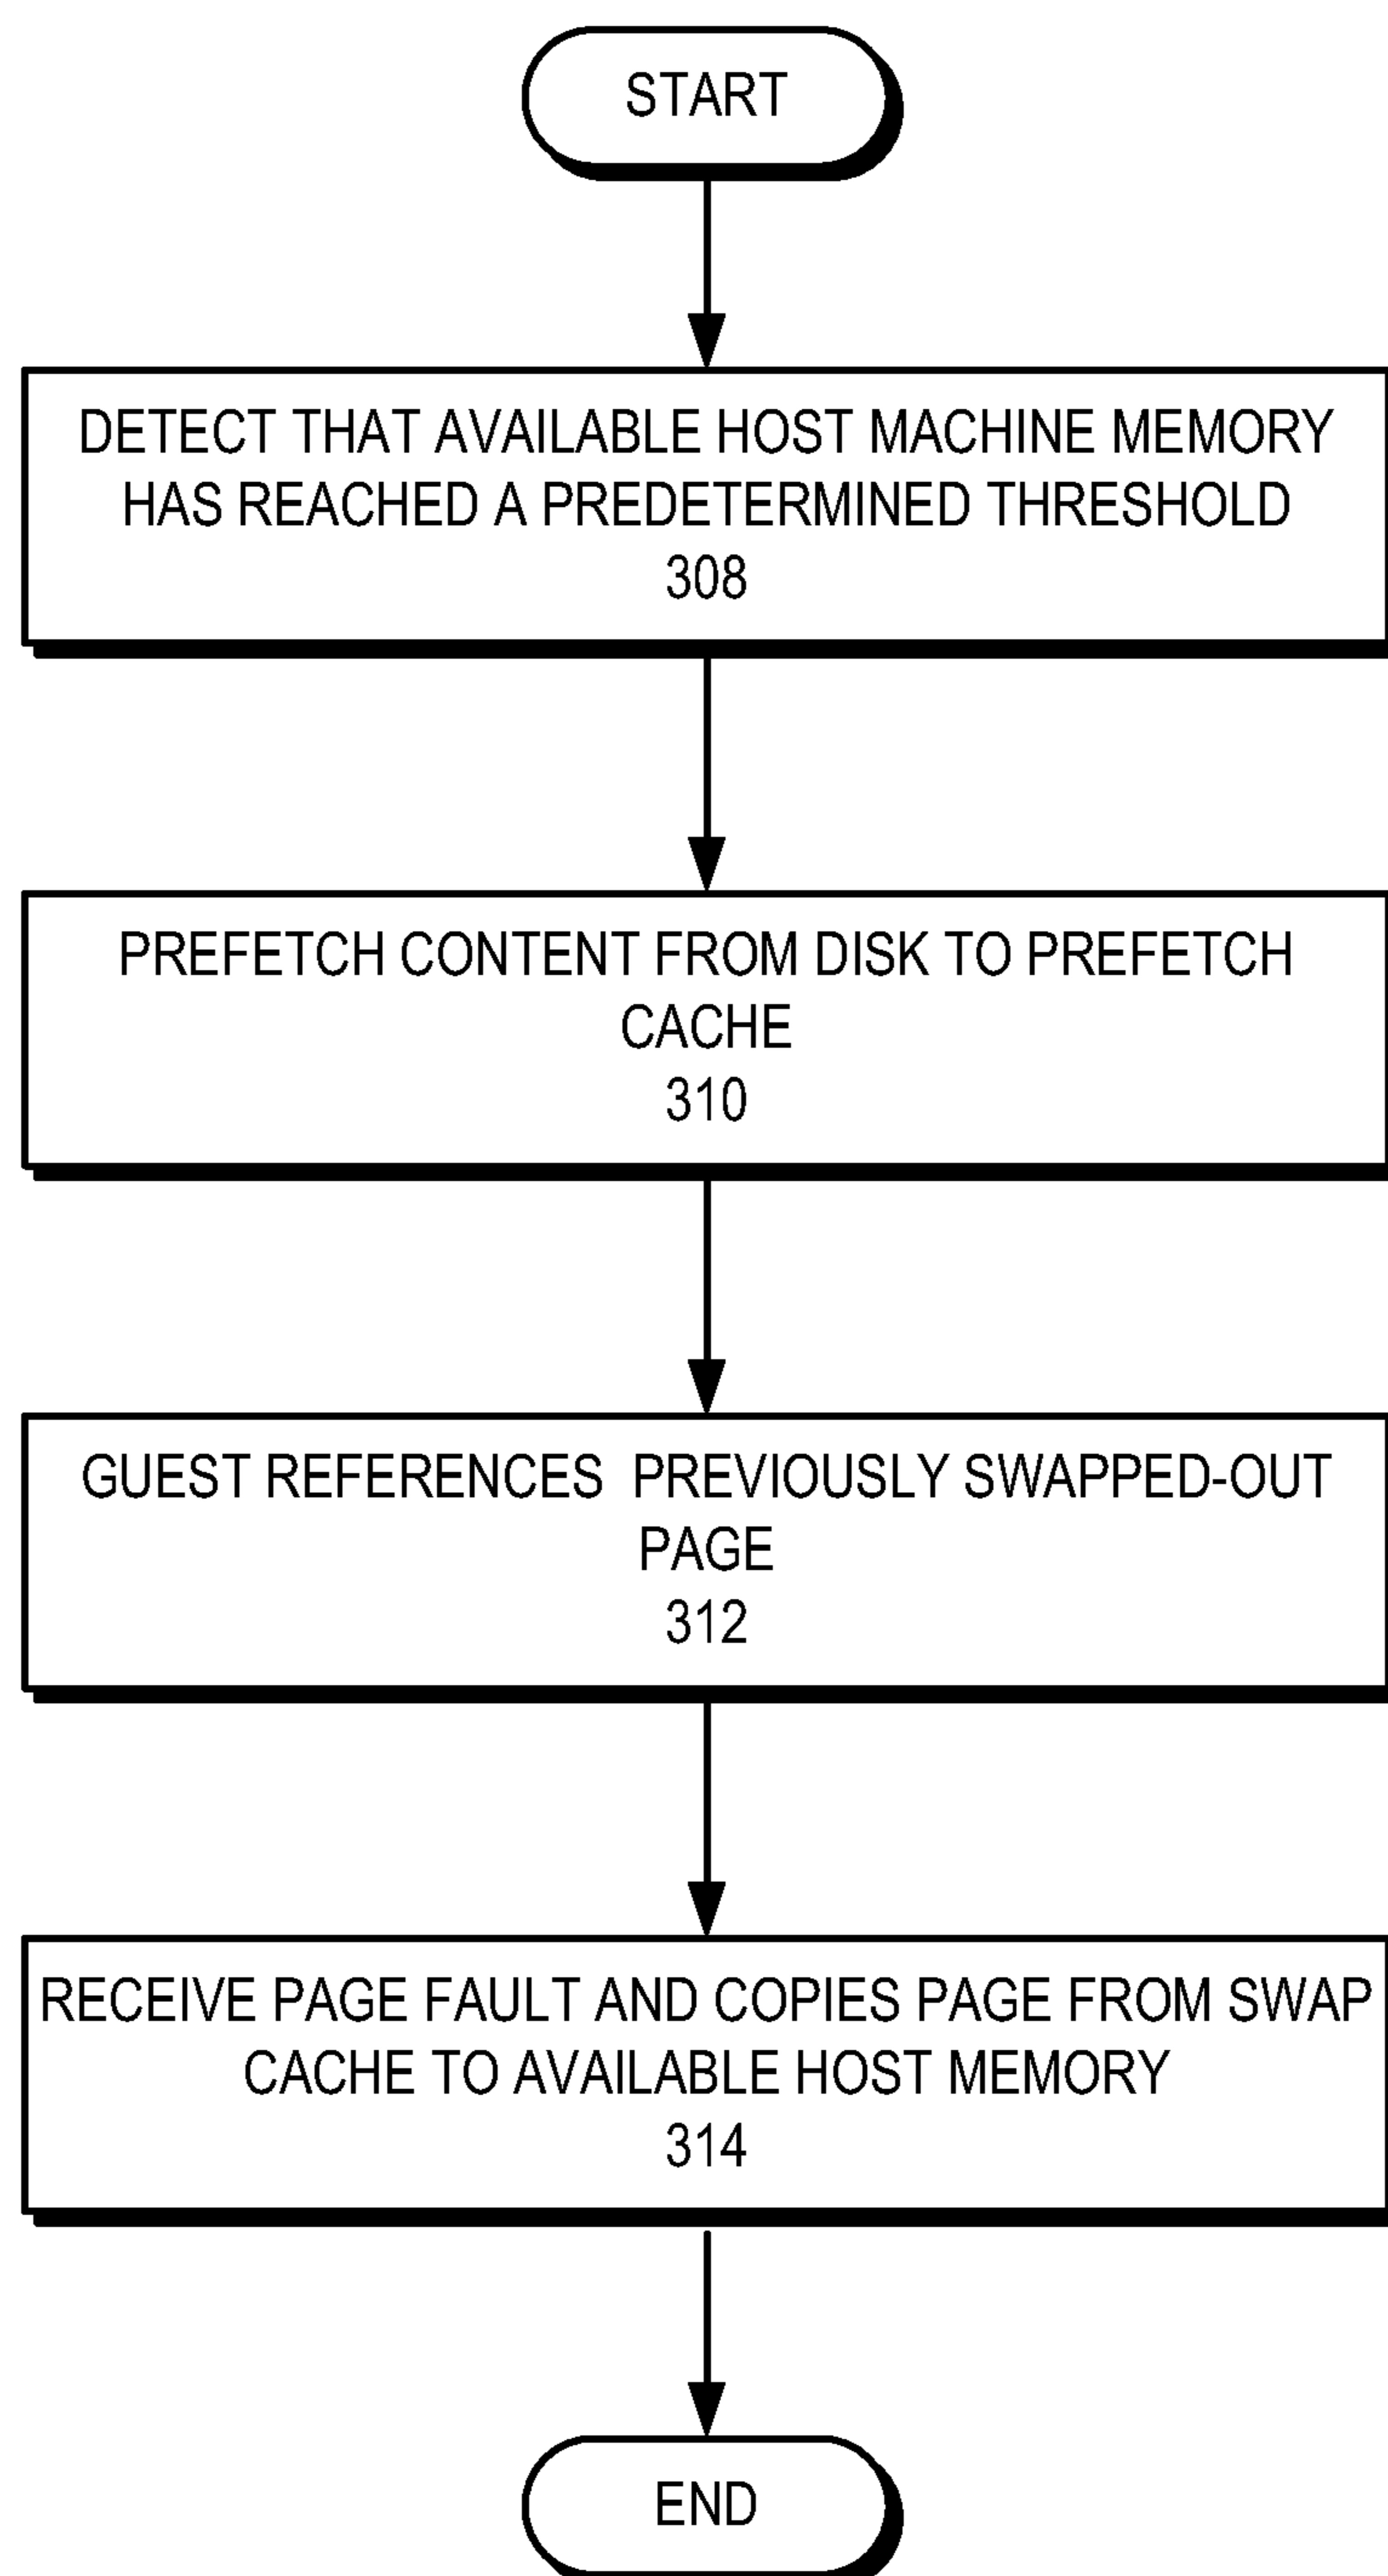 START
DETECT THAT AVAILABLE HOST MACHINE MEMORY
HAS REACHED A PREDETERMINED THRESHOLD
308
PREFETCH CONTENT FROM DISK TO PREFETCH
CACHE
310
GUEST REFERENCES PREVIOUSLY SWAPPED-OUT
PAGE
312
RECEIVE PAGE FAULT AND COPIES PAGE FROM SWAP
CACHE TO AVAILABLE HOST MEMORY
314
END